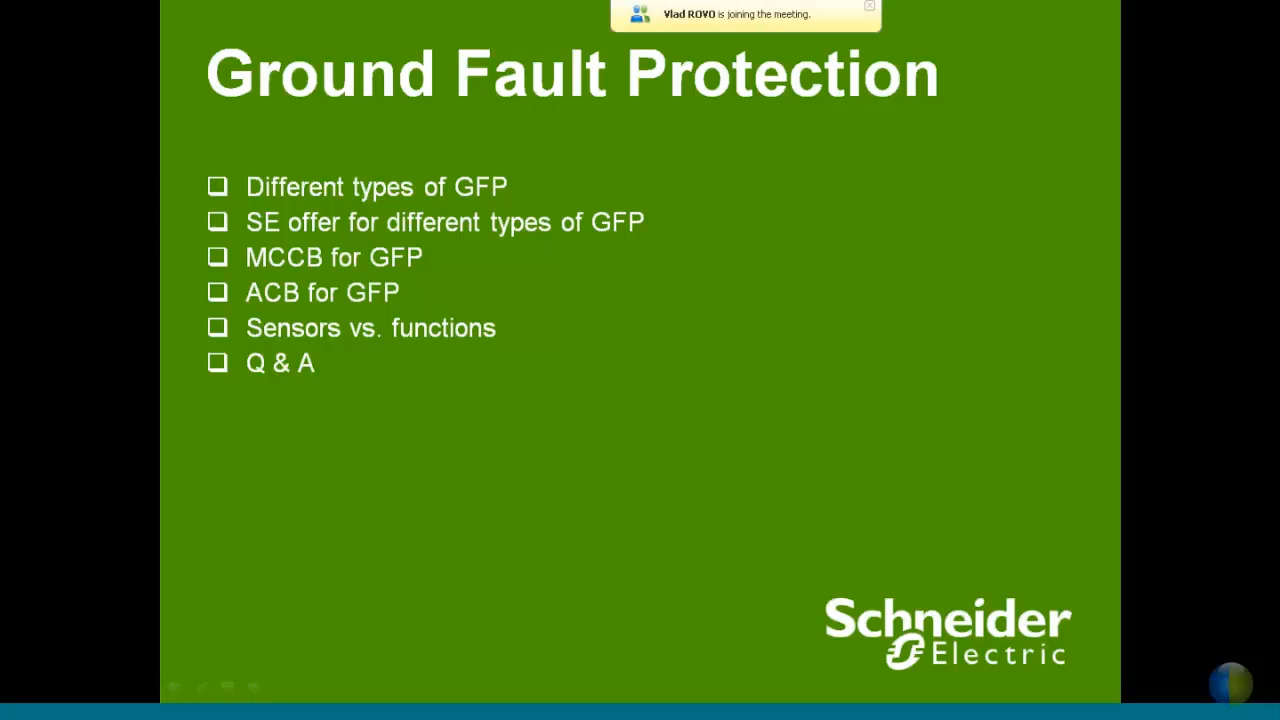 Vlad ROVO is joining the meeting.
Ground Fault Protection
Different types of GFP
SE offer for different types of GFP
MCCB for GFP
ACB for GFP
Sensors vs. functions
Q & A
Schneider
Electric